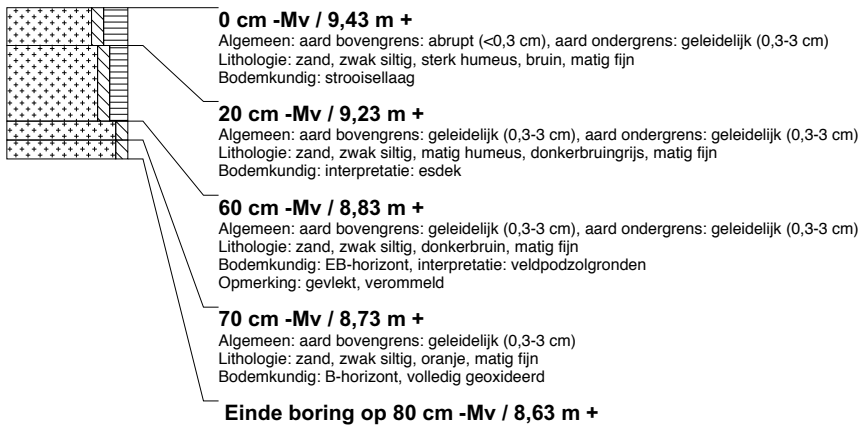 0 cm -Mv / 9,43 m +
Algemeen: aard bovengrens: abrupt (<0,3 cm), aard ondergrens: geleidelijk (0,3-3 cm)
Lithologie: zand, zwak siltig, sterk humeus, bruin, matig fijn
Bodemkundig: strooisellaag
20 cm -Mv / 9,23 m +
Algemeen: aard bovengrens: geleidelijk (0,3-3 cm), aard ondergrens: geleidelijk (0,3-3 cm)
Lithologie: zand, zwak siltig, matig humeus, donkerbruingrijs, matig fijn
Bodemkundig: interpretatie: esdek
60 cm -Mv / 8,83 m +
Algemeen: aard bovengrens: geleidelijk (0,3-3 cm), aard ondergrens: geleidelijk (0,3-3 cm)
Lithologie: zand, zwak siltig, donkerbruin, matig fijn
Bodemkundig: EB-horizont, interpretatie: veldpodzolgronden
Opmerking: gevlekt, verommeld
70 cm -Mv / 8,73 m +
Algemeen: aard bovengrens: geleidelijk (0,3-3 cm)
Lithologie: zand, zwak siltig, oranje, matig fijn
Bodemkundig: B-horizont, volledig geoxideerd
Einde boring op 80 cm -Mv / 8,63 m +